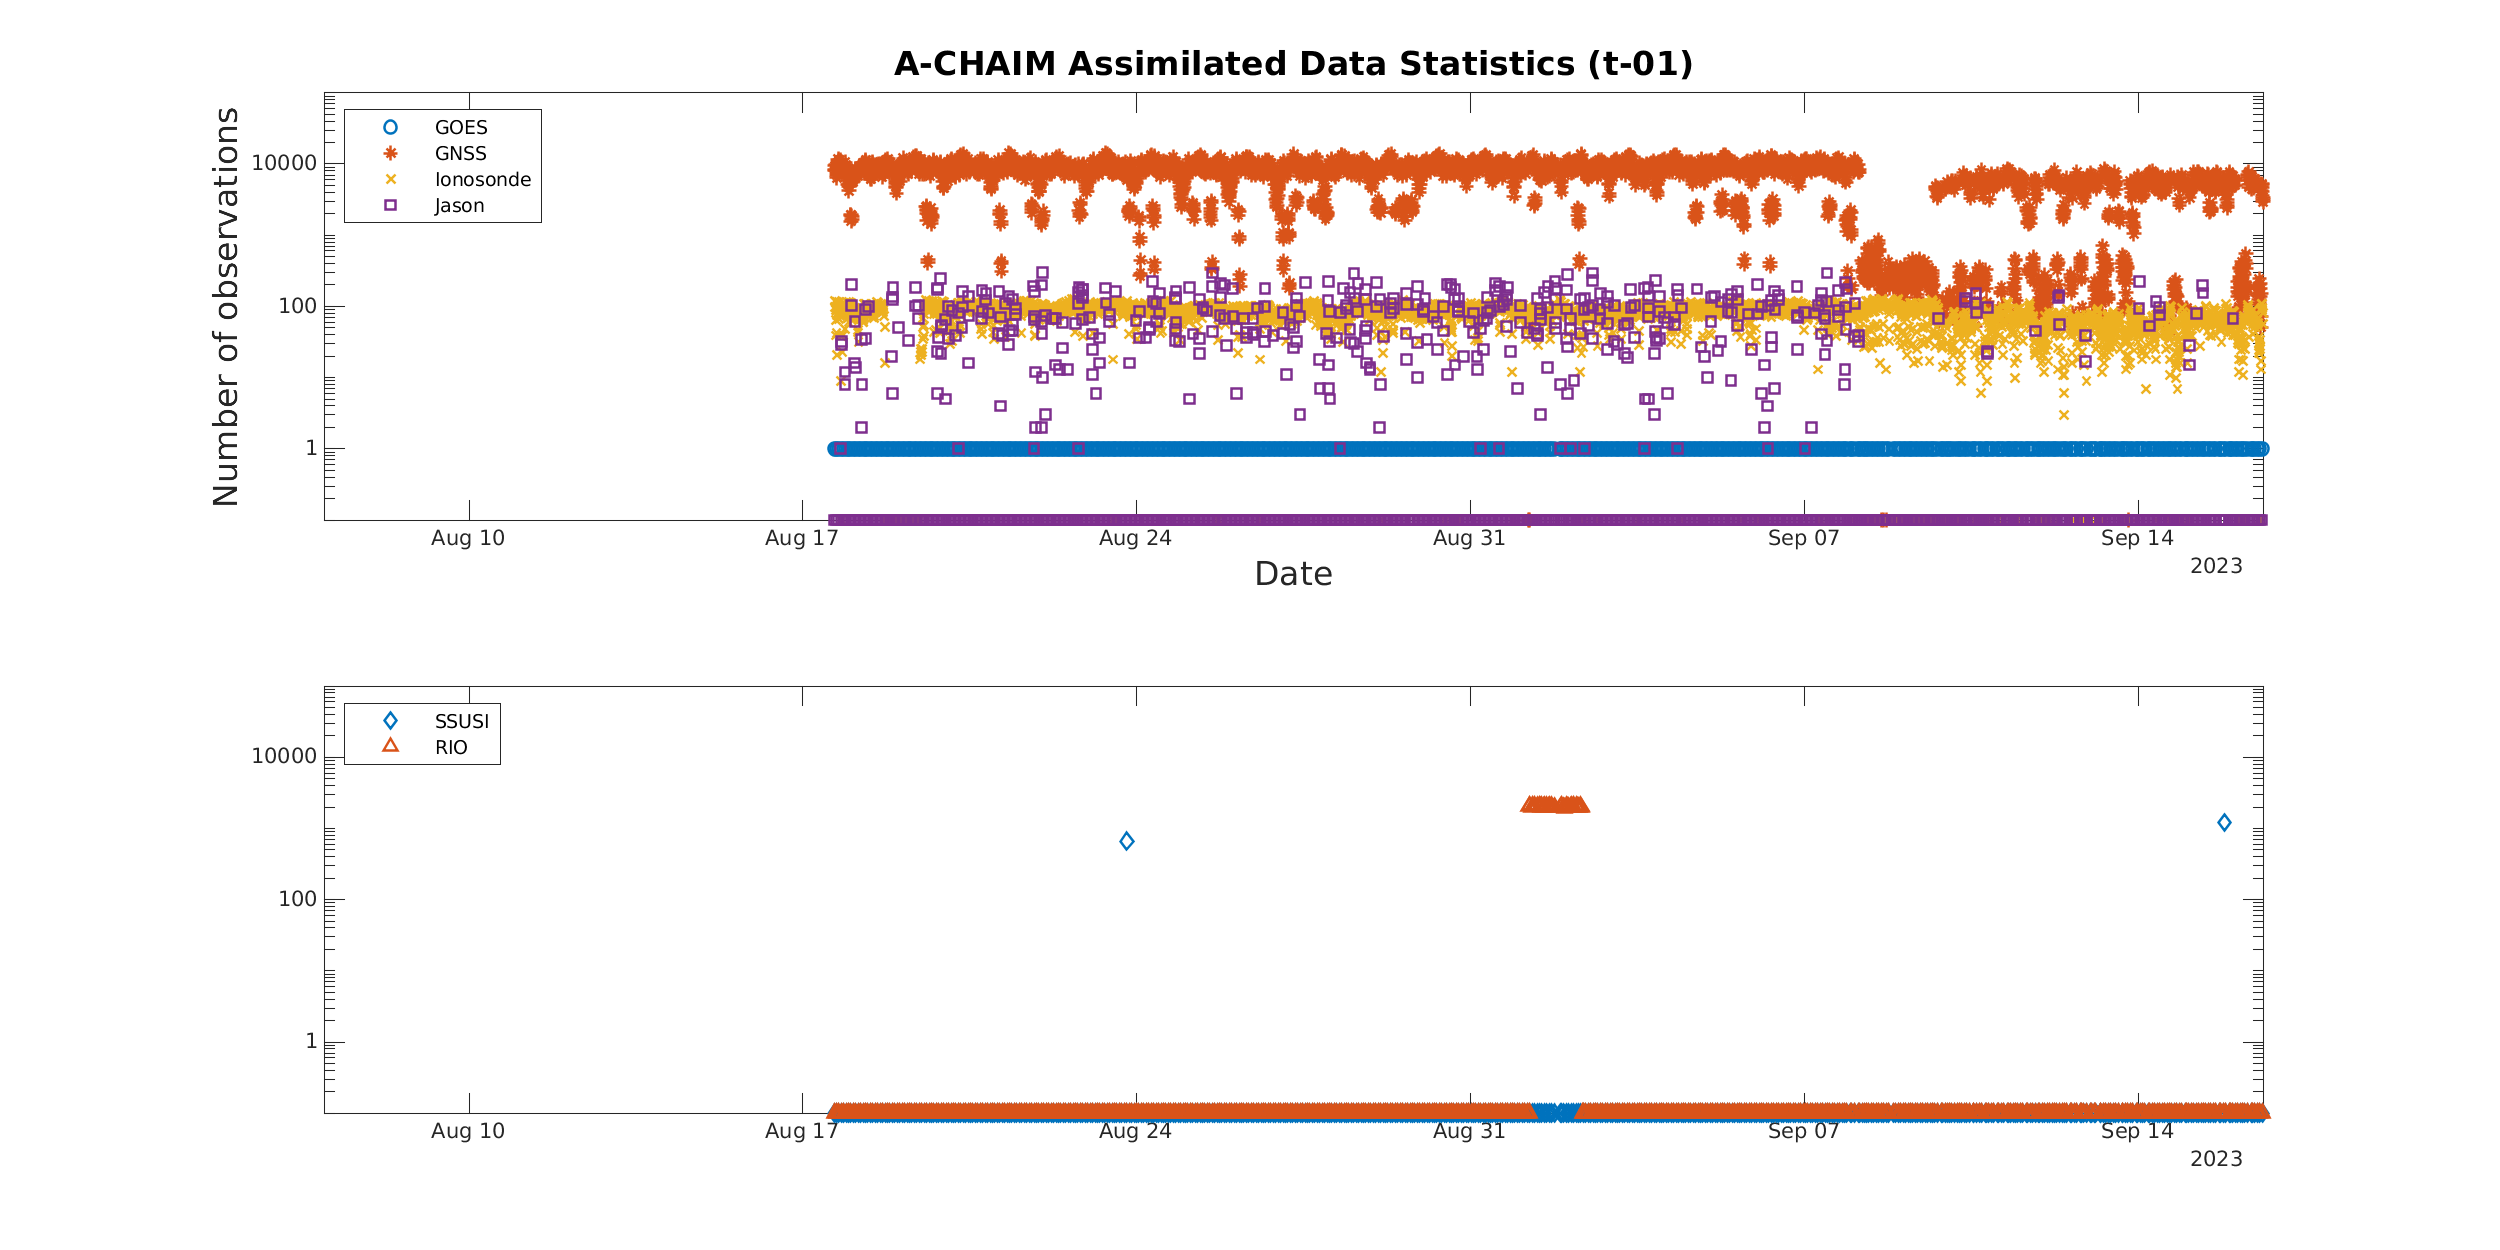 A-CHAIM Assimilated Data Statistics (t-01)
Number of observations
GOES
GNSS
Ionosonde
Jason
10000
100
1
Aug 10 Aug 17 Aug 24 Aug 31 Sep 07 Sep 14
2023
Date
SSUSI
RIO
10000
100
1
Aug 10 Aug 17 Aug 24 Aug 31 Sep 07 Sep 14
2023